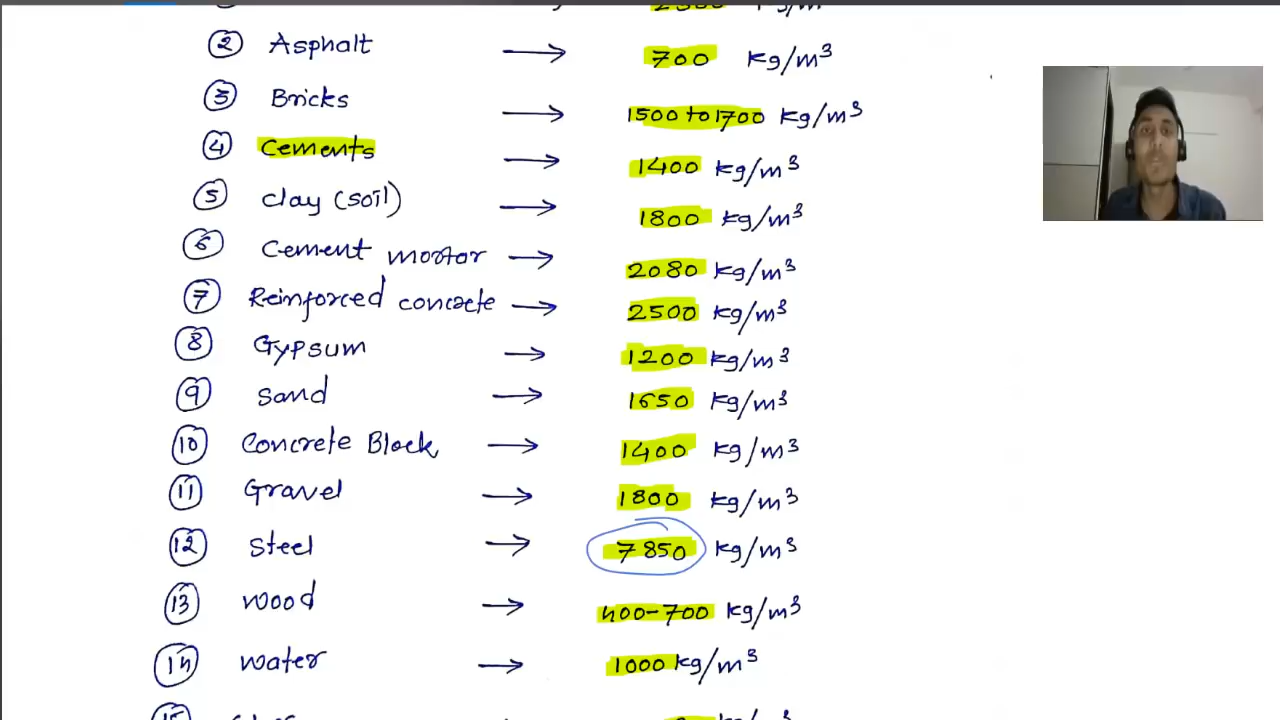 ② Asphalt → 700 kg/m³
③ Bricks → 1500 to 1700 kg/m³
④ Cements → 1400 kg/m³
⑤ clay (soil) → 1800 kg/m³
⑥ Cement mortor → 2080 kg/m³
⑦ Reinforced concrete → 2500 kg/m³
⑧ Gypsum → 1200 kg/m³
⑨ Sand → 1650 kg/m³
⑩ Concrete Block → 1400 kg/m³
⑪ Gravel → 1800 kg/m³
⑫ Steel → 7850 kg/m³
⑬ wood → 400-700 kg/m³
⑭ water → 1000 kg/m³